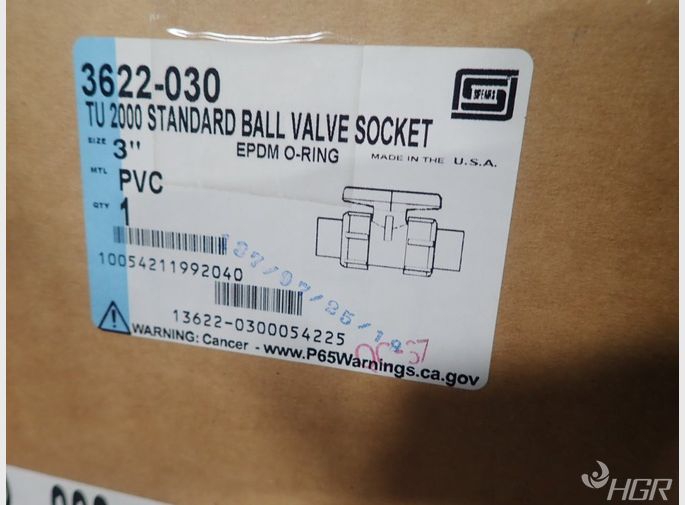 3622-030
SPEARS
TU 2000 STANDARD BALL VALVE SOCKET
SIZE 3"
EPDM O-RING MADE IN THE U.S.A.
MTL PVC
QTY 1
10054211992040
13622-0300054225
WARNING: Cancer - www.P65Warnings.ca.gov
HGR